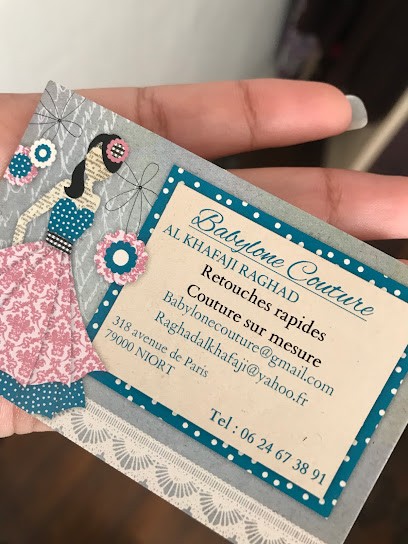 Babylone Couture
AL KHAFAJI RAGHAD
Retouches rapides
Couture sur mesure
Babylonecouture@gmail.com
Raghadalkhafaji@yahoo.fr
318 avenue de Paris
79000 NIORT
Tel : 06 24 67 38 91